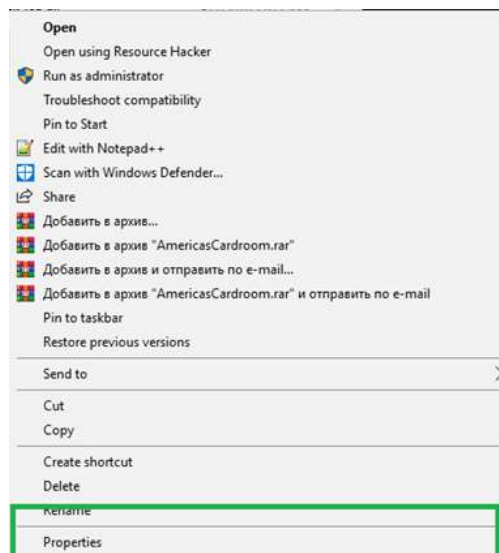 Open
Open using Resource Hacker
Run as administrator
Troubleshoot compatibility
Pin to Start
Edit with Notepad++
Scan with Windows Defender...
Share
Добавить в архив...
Добавить в архив "AmericasCardroom.rar"
Добавить в архив и отправить по e-mail...
Добавить в архив "AmericasCardroom.rar" и отправить по e-mail
Pin to taskbar
Restore previous versions
Send to
Cut
Copy
Create shortcut
Delete
Rename
Properties